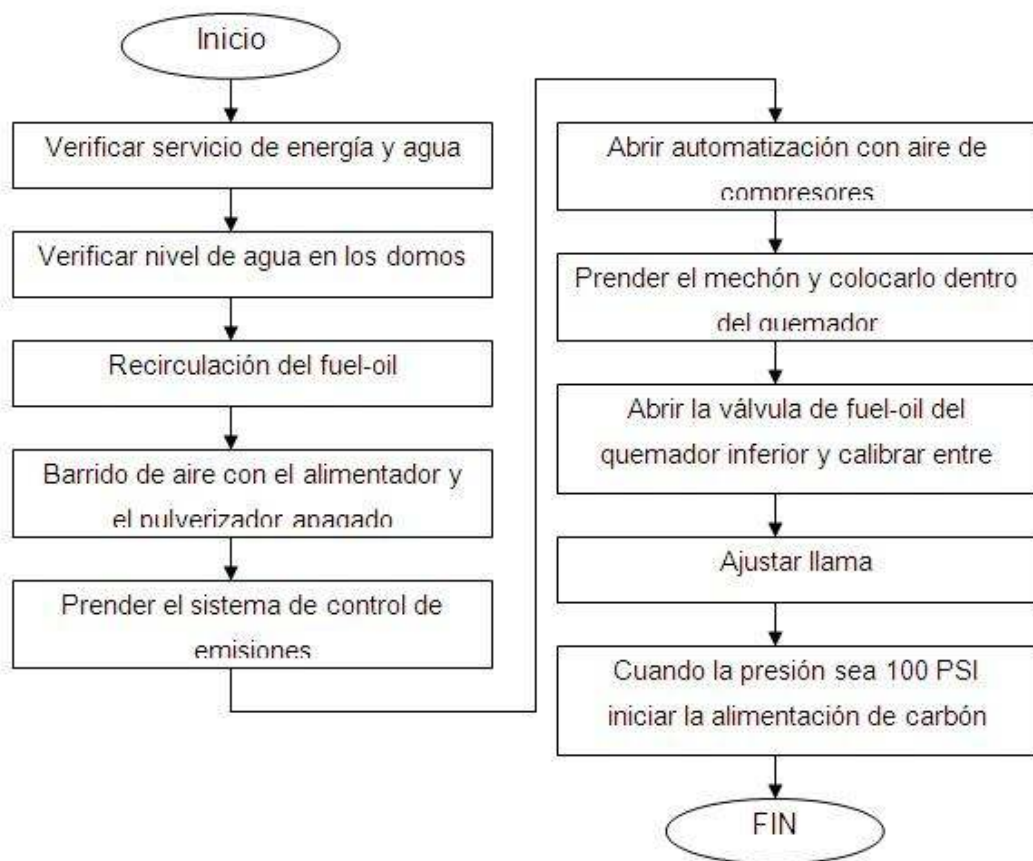 Inicio
Verificar servicio de energía y agua
Verificar nivel de agua en los domos
Recirculación del fuel-oil
Barrido de aire con el alimentador y
el pulverizador apagado
Prender el sistema de control de
emisiones
Abrir automatización con aire de
compresores
Prender el mechón y colocarlo dentro
del quemador
Abrir la válvula de fuel-oil del
quemador inferior y calibrar entre
Ajustar llama
Cuando la presión sea 100 PSI
iniciar la alimentación de carbón
FIN